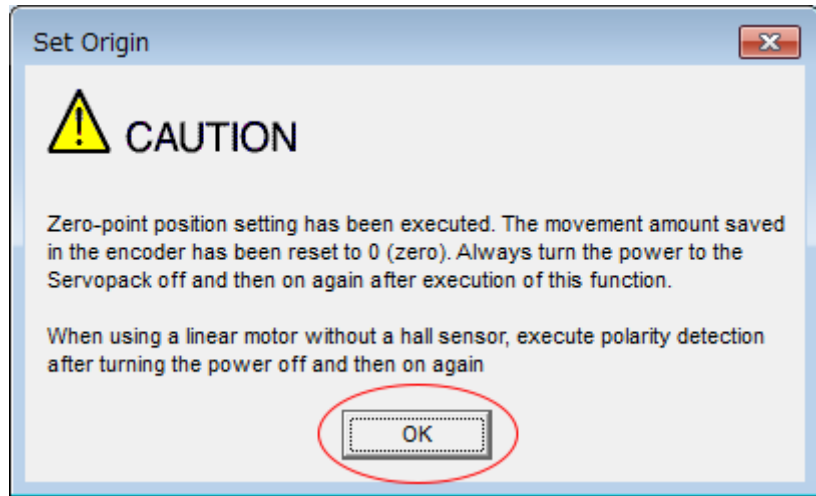 Set Origin
CAUTION
Zero-point position setting has been executed. The movement amount saved
in the encoder has been reset to 0 (zero). Always turn the power to the
Servopack off and then on again after execution of this function.
When using a linear motor without a hall sensor, execute polarity detection
after turning the power off and then on again
OK